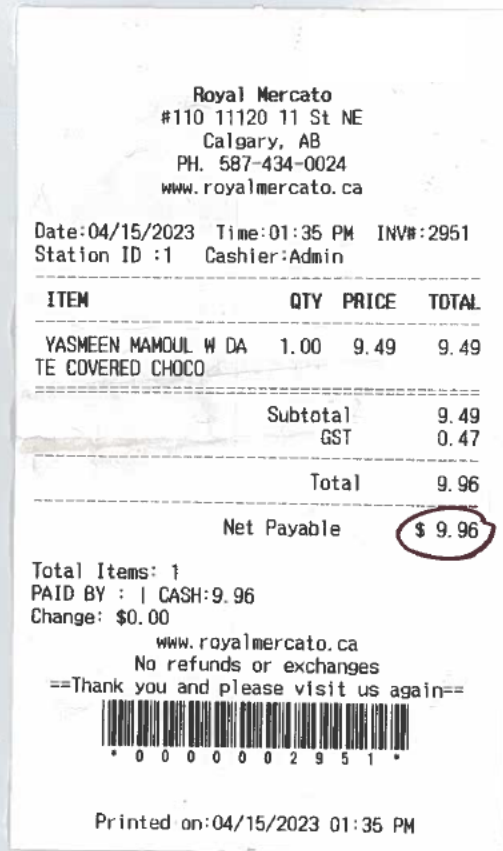 Royal Mercato
#110 11120 11 St NE
Calgary, AB
PH. 587-434-0024
www.royalmercato.ca
Date:04/15/2023 Time:01:35 PM INV#:2951
Station ID :1 Cashier:Admin
ITEM QTY PRICE TOTAL
YASMEEN MAMOUL W DA 1.00 9.49 9.49
TE COVERED CHOCO
Subtotal 9.49
GST 0.47
Total 9.96
Net Payable $ 9.96
Total Items: 1
PAID BY : | CASH:9.96
Change: $0.00
www.royalmercato.ca
No refunds or exchanges
==Thank you and please visit us again==
* 0 0 0 0 0 0 2 9 5 1 *
Printed on:04/15/2023 01:35 PM